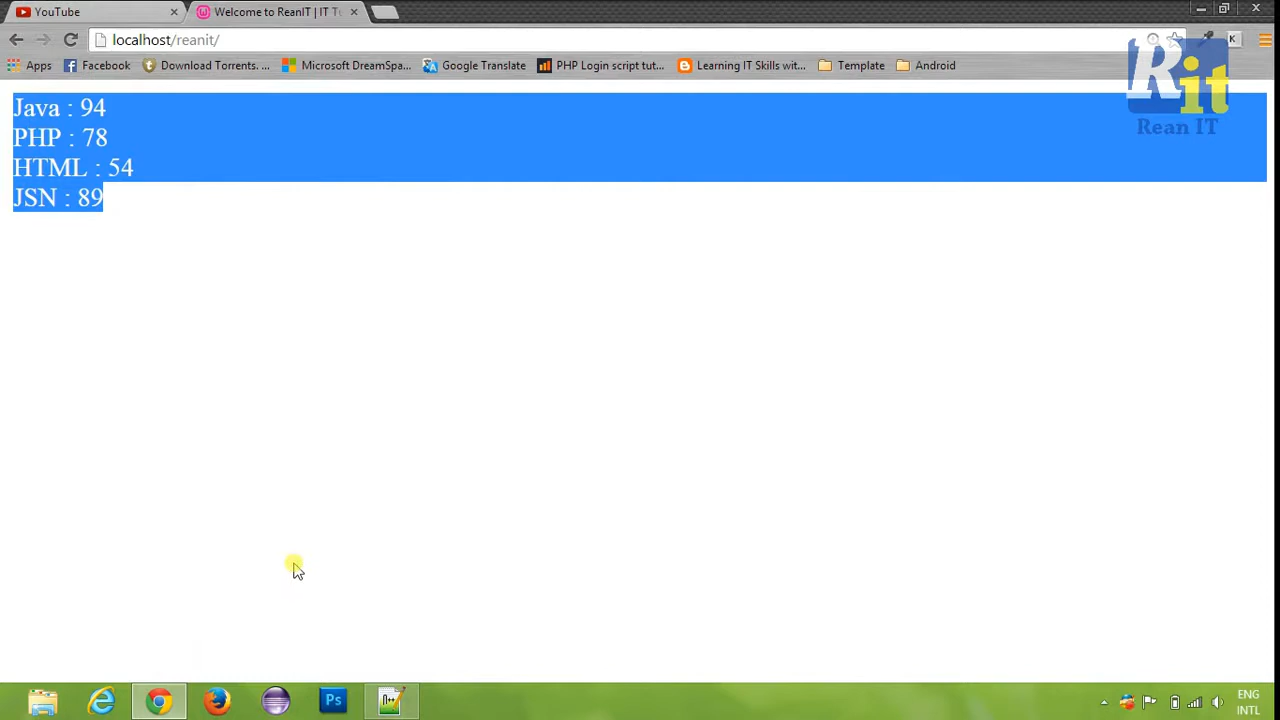 YouTube
Welcome to ReanIT | IT T
localhost/reanit/
Apps Facebook Download Torrents. ... Microsoft DreamSpa... Google Translate PHP Login script tut... Learning IT Skills wit... Template Android
Rit
Rean IT
Java : 94
PHP : 78
HTML : 54
JSN : 89
Ps
ENG
INTL